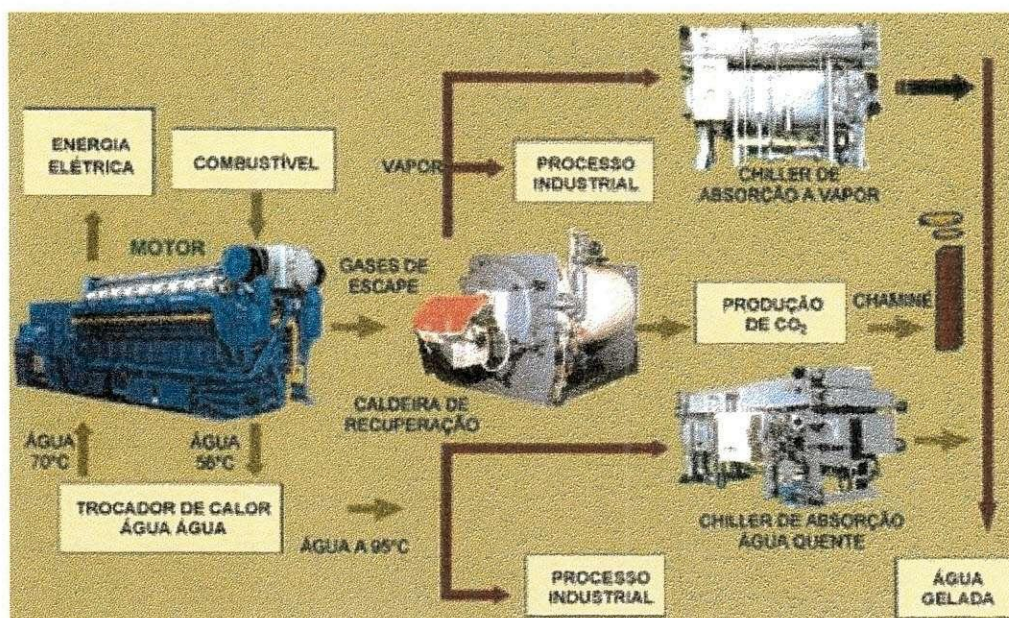 ENERGIA
ELÉTRICA
COMBUSTÍVEL
VAPOR
PROCESSO
INDUSTRIAL
CHILLER DE
ABSORÇÃO A VAPOR
MOTOR
GASES DE
ESCAPE
PRODUÇÃO
DE CO₂
CHAMINÉ
CALDEIRA DE
RECUPERAÇÃO
ÁGUA
70°C
ÁGUA
56°C
TROCADOR DE CALOR
ÁGUA ÁGUA
ÁGUA A 95°C
CHILLER DE ABSORÇÃO
ÁGUA QUENTE
PROCESSO
INDUSTRIAL
ÁGUA
GELADA